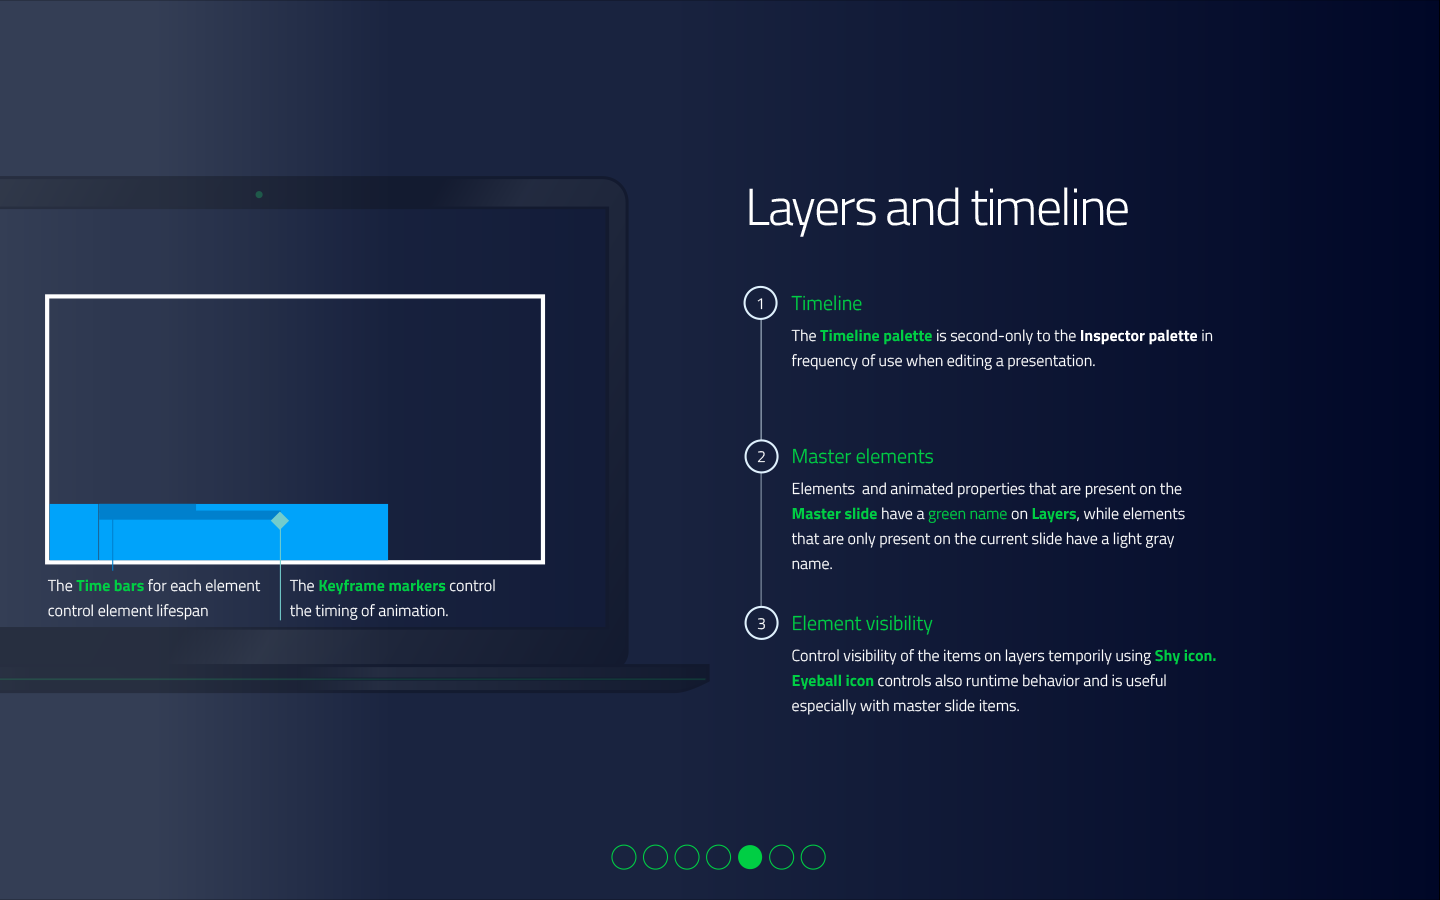 Layers and timeline
1 Timeline
The Timeline palette is second-only to the Inspector palette in
frequency of use when editing a presentation.
2 Master elements
Elements  and animated properties that are present on the
Master slide have a green name on Layers, while elements
that are only present on the current slide have a light gray
name.
3 Element visibility
Control visibility of the items on layers temporily using Shy icon.
Eyeball icon controls also runtime behavior and is useful
especially with master slide items.
The Time bars for each element
control element lifespan
The Keyframe markers control
the timing of animation.